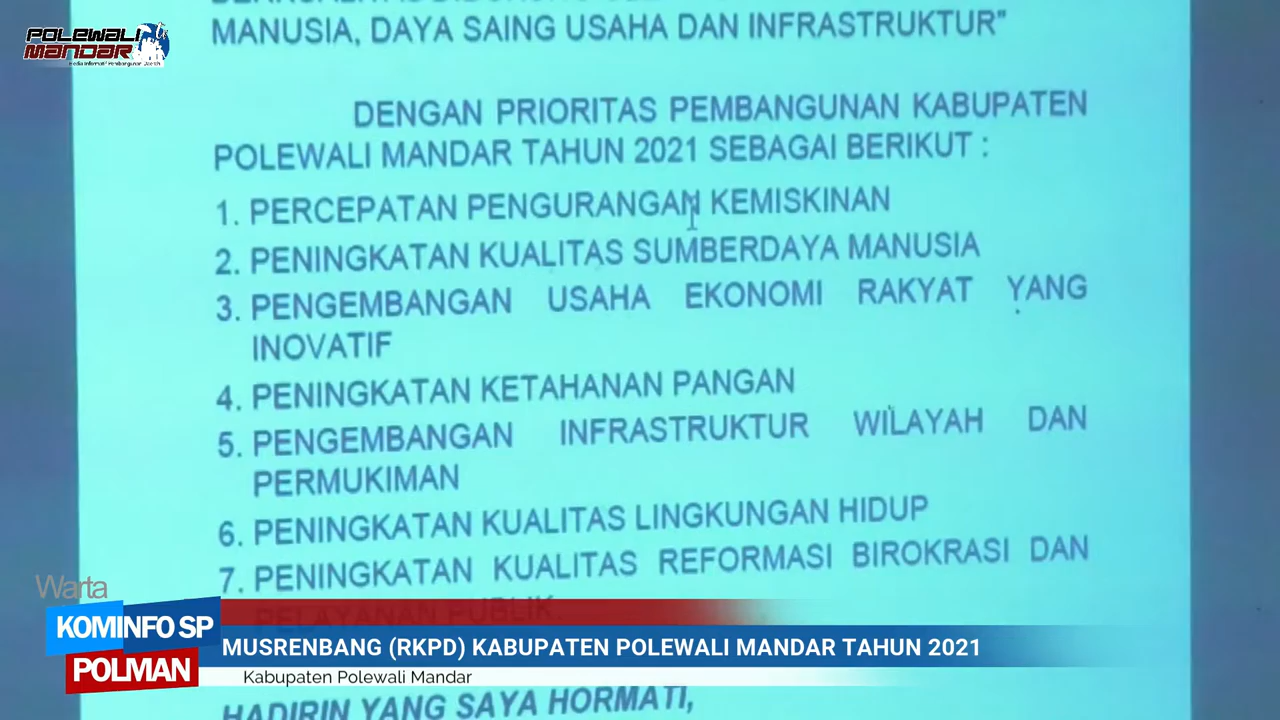 MANUSIA, DAYA SAING USAHA DAN INFRASTRUKTUR"
POLEWALI
MANDAR
DENGAN PRIORITAS PEMBANGUNAN KABUPATEN
POLEWALI MANDAR TAHUN 2021 SEBAGAI BERIKUT :
1. PERCEPATAN PENGURANGAN KEMISKINAN
2. PENINGKATAN KUALITAS SUMBERDAYA MANUSIA
3. PENGEMBANGAN USAHA EKONOMI RAKYAT YANG
INOVATIF
4. PENINGKATAN KETAHANAN PANGAN
5. PENGEMBANGAN INFRASTRUKTUR WILAYAH DAN
PERMUKIMAN
6. PENINGKATAN KUALITAS LINGKUNGAN HIDUP
7. PENINGKATAN KUALITAS REFORMASI BIROKRASI DAN
PELAYANAN PUBLIK.
Warta
KOMINFO SP
POLMAN
MUSRENBANG (RKPD) KABUPATEN POLEWALI MANDAR TAHUN 2021
Kabupaten Polewali Mandar
HADIRIN YANG SAYA HORMATI,